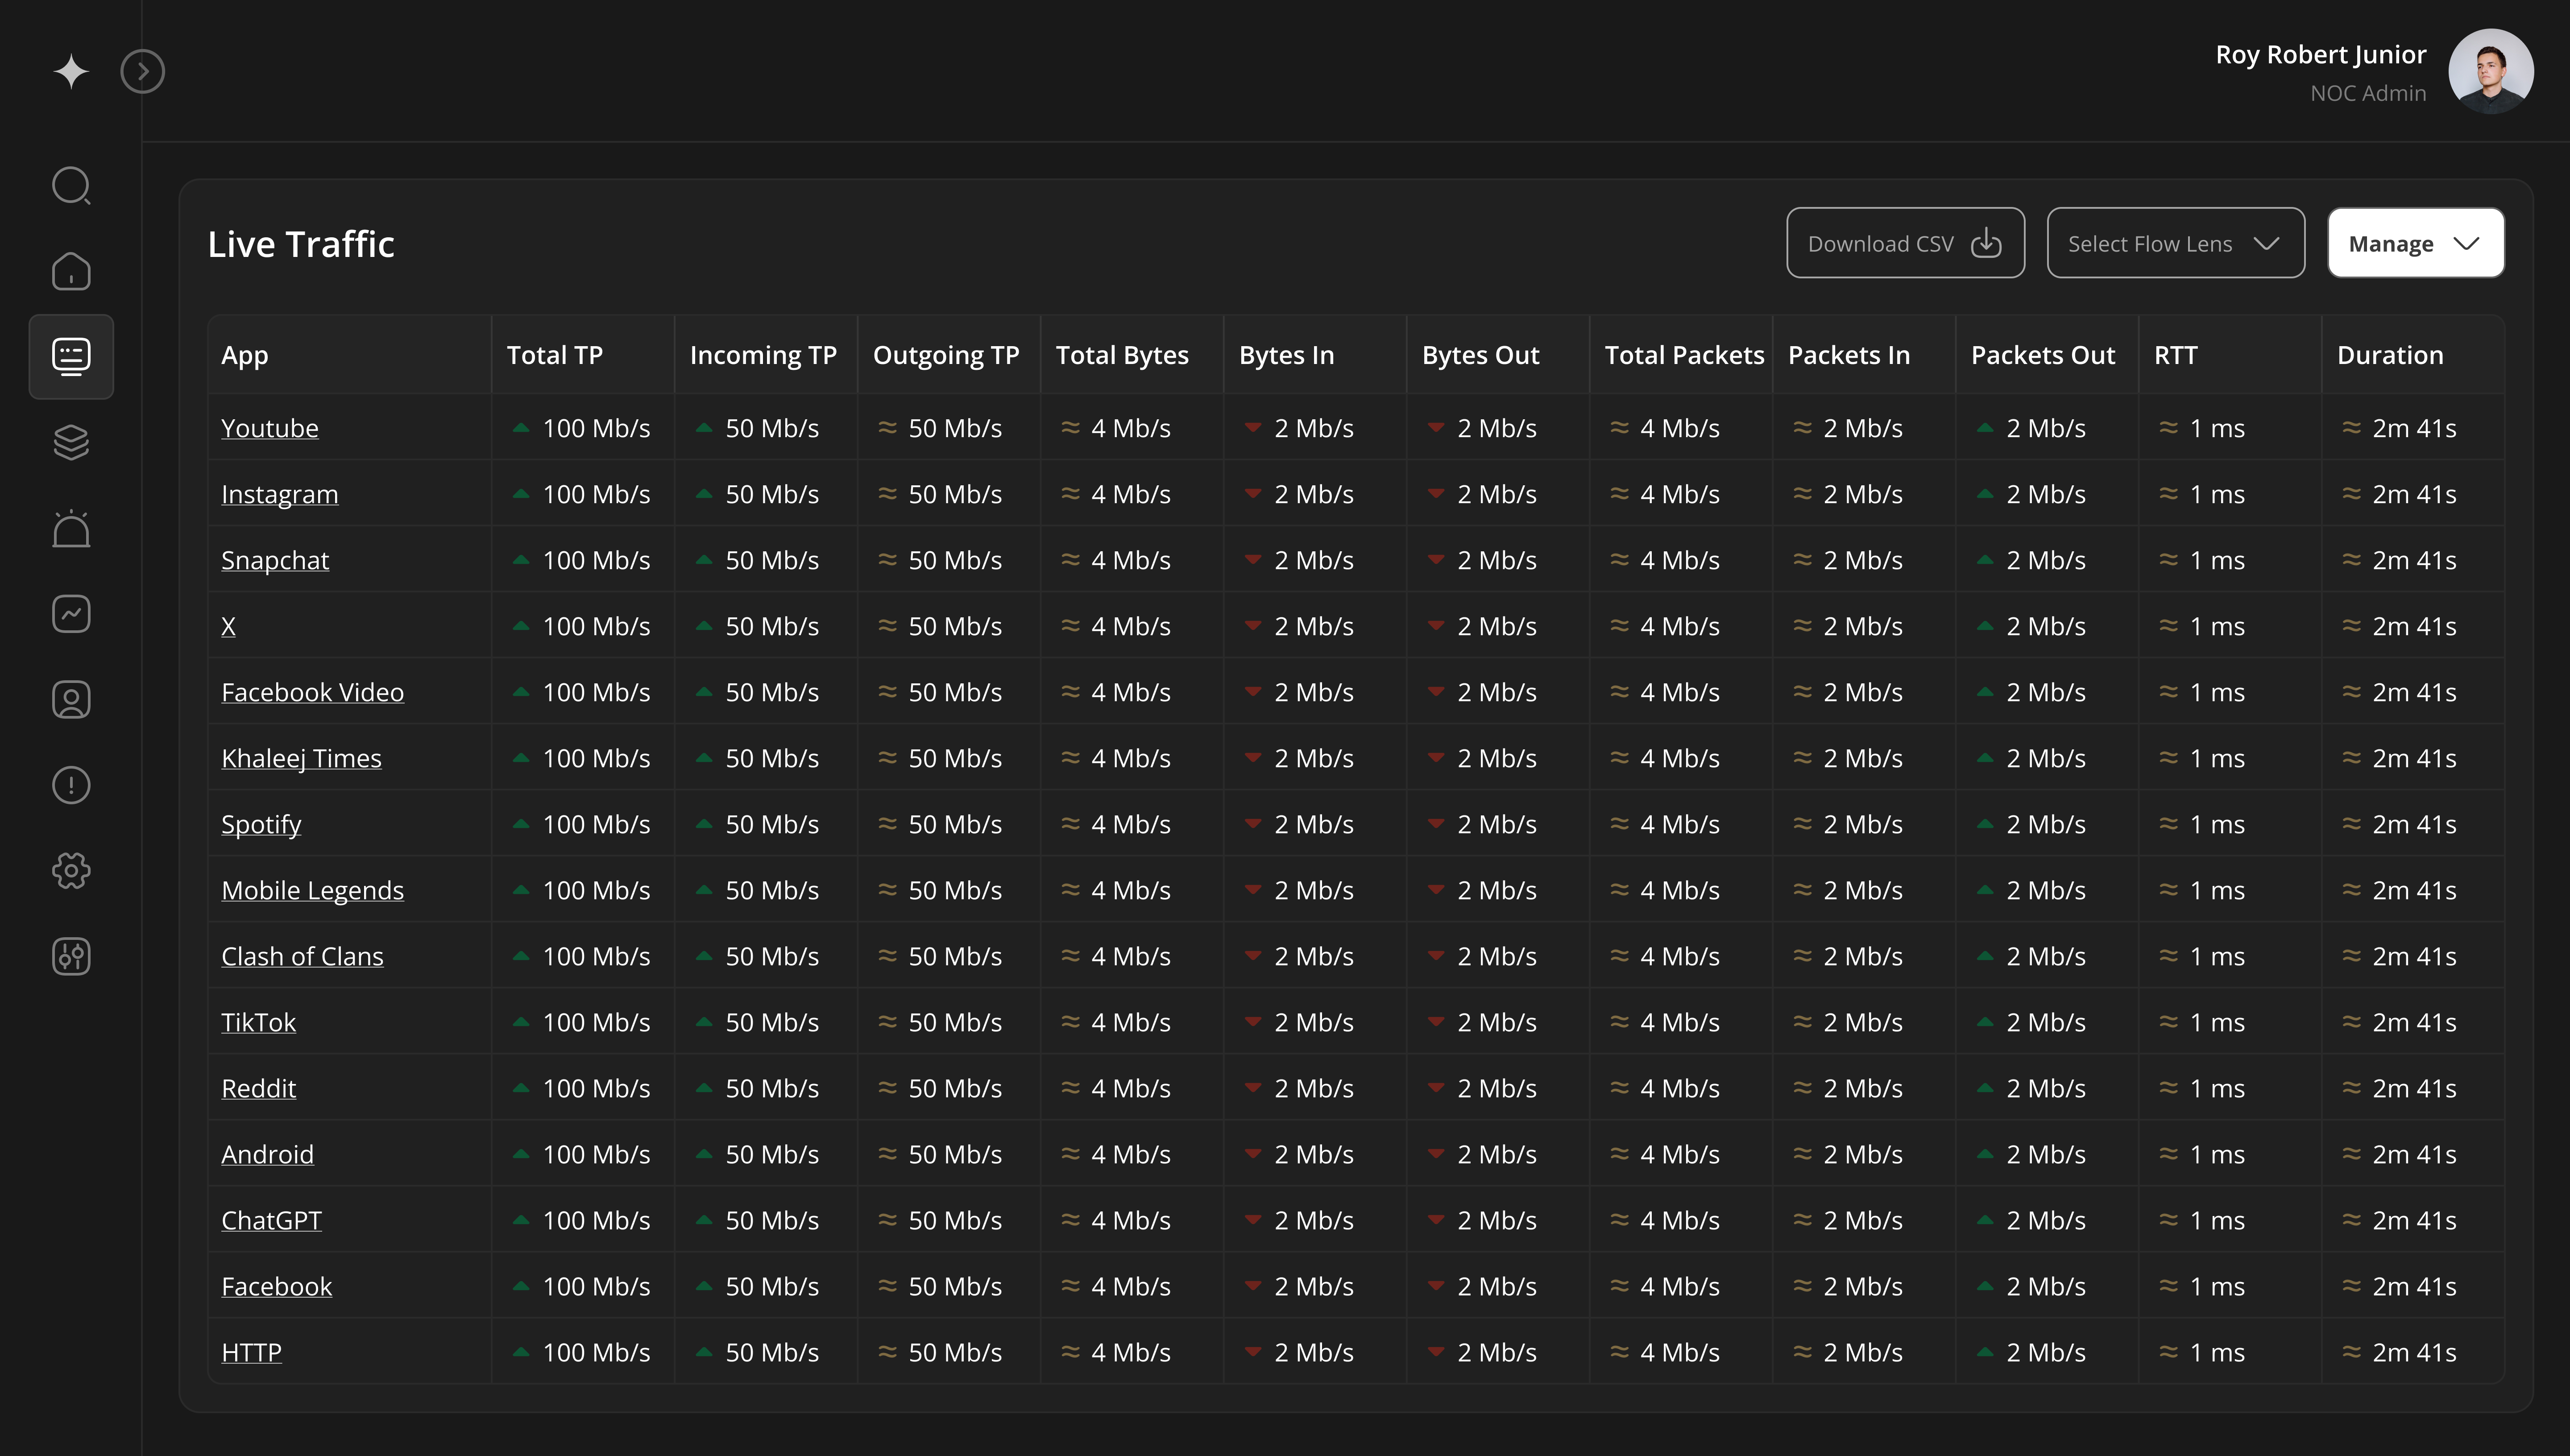 Roy Robert Junior
NOC Admin
Live Traffic
Download CSV Select Flow Lens Manage
App Total TP Incoming TP Outgoing TP Total Bytes Bytes In Bytes Out Total Packets Packets In Packets Out RTT Duration
Youtube 100 Mb/s 50 Mb/s ≈ 50 Mb/s ≈ 4 Mb/s 2 Mb/s 2 Mb/s ≈ 4 Mb/s ≈ 2 Mb/s 2 Mb/s ≈ 1 ms ≈ 2m 41s
Instagram 100 Mb/s 50 Mb/s ≈ 50 Mb/s ≈ 4 Mb/s 2 Mb/s 2 Mb/s ≈ 4 Mb/s ≈ 2 Mb/s 2 Mb/s ≈ 1 ms ≈ 2m 41s
Snapchat 100 Mb/s 50 Mb/s ≈ 50 Mb/s ≈ 4 Mb/s 2 Mb/s 2 Mb/s ≈ 4 Mb/s ≈ 2 Mb/s 2 Mb/s ≈ 1 ms ≈ 2m 41s
X 100 Mb/s 50 Mb/s ≈ 50 Mb/s ≈ 4 Mb/s 2 Mb/s 2 Mb/s ≈ 4 Mb/s ≈ 2 Mb/s 2 Mb/s ≈ 1 ms ≈ 2m 41s
Facebook Video 100 Mb/s 50 Mb/s ≈ 50 Mb/s ≈ 4 Mb/s 2 Mb/s 2 Mb/s ≈ 4 Mb/s ≈ 2 Mb/s 2 Mb/s ≈ 1 ms ≈ 2m 41s
Khaleej Times 100 Mb/s 50 Mb/s ≈ 50 Mb/s ≈ 4 Mb/s 2 Mb/s 2 Mb/s ≈ 4 Mb/s ≈ 2 Mb/s 2 Mb/s ≈ 1 ms ≈ 2m 41s
Spotify 100 Mb/s 50 Mb/s ≈ 50 Mb/s ≈ 4 Mb/s 2 Mb/s 2 Mb/s ≈ 4 Mb/s ≈ 2 Mb/s 2 Mb/s ≈ 1 ms ≈ 2m 41s
Mobile Legends 100 Mb/s 50 Mb/s ≈ 50 Mb/s ≈ 4 Mb/s 2 Mb/s 2 Mb/s ≈ 4 Mb/s ≈ 2 Mb/s 2 Mb/s ≈ 1 ms ≈ 2m 41s
Clash of Clans 100 Mb/s 50 Mb/s ≈ 50 Mb/s ≈ 4 Mb/s 2 Mb/s 2 Mb/s ≈ 4 Mb/s ≈ 2 Mb/s 2 Mb/s ≈ 1 ms ≈ 2m 41s
TikTok 100 Mb/s 50 Mb/s ≈ 50 Mb/s ≈ 4 Mb/s 2 Mb/s 2 Mb/s ≈ 4 Mb/s ≈ 2 Mb/s 2 Mb/s ≈ 1 ms ≈ 2m 41s
Reddit 100 Mb/s 50 Mb/s ≈ 50 Mb/s ≈ 4 Mb/s 2 Mb/s 2 Mb/s ≈ 4 Mb/s ≈ 2 Mb/s 2 Mb/s ≈ 1 ms ≈ 2m 41s
Android 100 Mb/s 50 Mb/s ≈ 50 Mb/s ≈ 4 Mb/s 2 Mb/s 2 Mb/s ≈ 4 Mb/s ≈ 2 Mb/s 2 Mb/s ≈ 1 ms ≈ 2m 41s
ChatGPT 100 Mb/s 50 Mb/s ≈ 50 Mb/s ≈ 4 Mb/s 2 Mb/s 2 Mb/s ≈ 4 Mb/s ≈ 2 Mb/s 2 Mb/s ≈ 1 ms ≈ 2m 41s
Facebook 100 Mb/s 50 Mb/s ≈ 50 Mb/s ≈ 4 Mb/s 2 Mb/s 2 Mb/s ≈ 4 Mb/s ≈ 2 Mb/s 2 Mb/s ≈ 1 ms ≈ 2m 41s
HTTP 100 Mb/s 50 Mb/s ≈ 50 Mb/s ≈ 4 Mb/s 2 Mb/s 2 Mb/s ≈ 4 Mb/s ≈ 2 Mb/s 2 Mb/s ≈ 1 ms ≈ 2m 41s